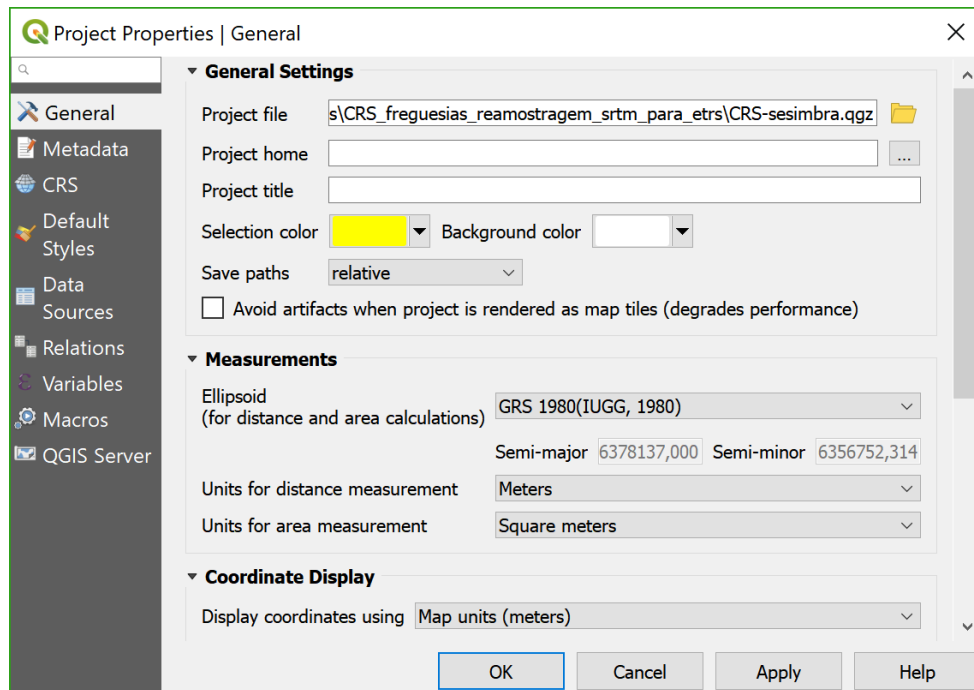 Project Properties | General
General
Metadata
CRS
Default
Styles
Data
Sources
Relations
Variables
Macros
QGIS Server
General Settings
Project file s\CRS_freguesias_reamostragem_srtm_para_etrs\CRS-sesimbra.qgz
Project home ...
Project title
Selection color Background color
Save paths relative
Avoid artifacts when project is rendered as map tiles (degrades performance)
Measurements
Ellipsoid
(for distance and area calculations) GRS 1980(IUGG, 1980)
Semi-major 6378137,000 Semi-minor 6356752,314
Units for distance measurement Meters
Units for area measurement Square meters
Coordinate Display
Display coordinates using Map units (meters)
OK Cancel Apply Help